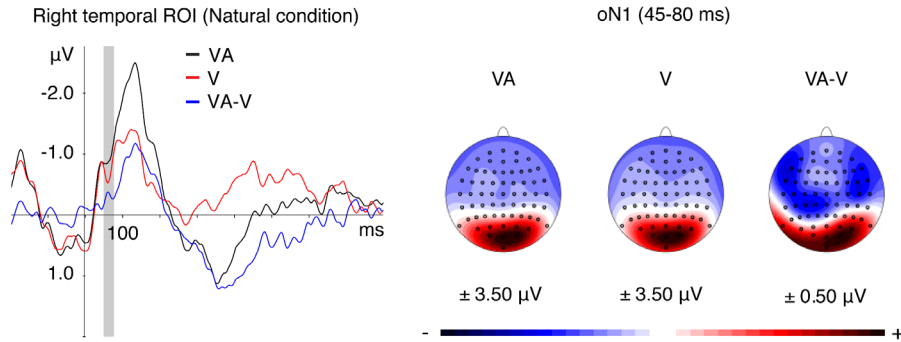 Right temporal ROI (Natural condition)
oN1 (45-80 ms)
µV
VA
V
VA-V
-2.0
-1.0
100
ms
1.0
VA
V
VA-V
± 3.50 µV
± 3.50 µV
± 0.50 µV
-
+